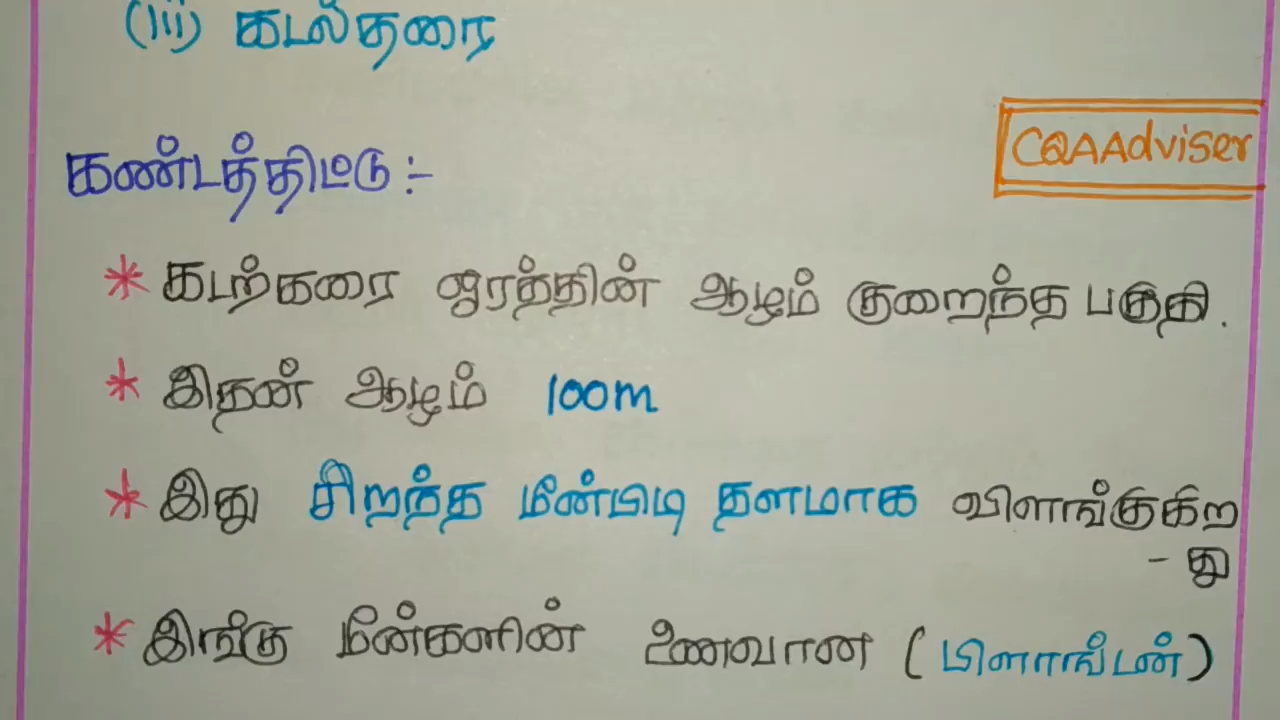 (iii) கடல்தரை
CQAAdviser
கண்டத்திட்டு :-
* கடற்கரை ஓரத்தின் ஆழம் குறைந்த பகுதி.
* இதன் ஆழம் 100m
* இது சிறந்த மீன்பிடி தளமாக விளங்குகிற
- து
* இங்கு மீன்களின் உணவான (பிளாங்டன்)